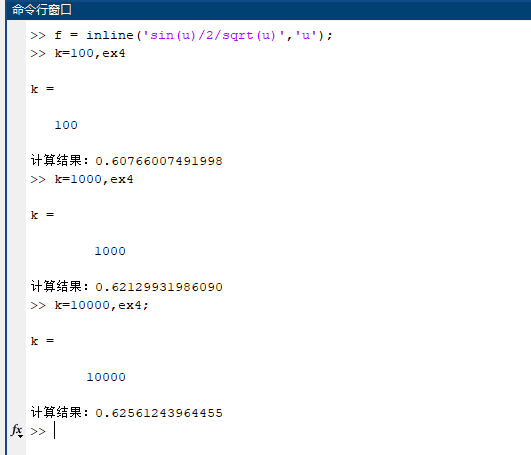 命令行窗口
>> f = inline('sin(u)/2/sqrt(u)','u');
>> k=100,ex4
k =
100
计算结果：0.60766007491998
>> k=1000,ex4
k =
1000
计算结果：0.62129931986090
>> k=10000,ex4;
k =
10000
计算结果：0.62561243964455
fx >>